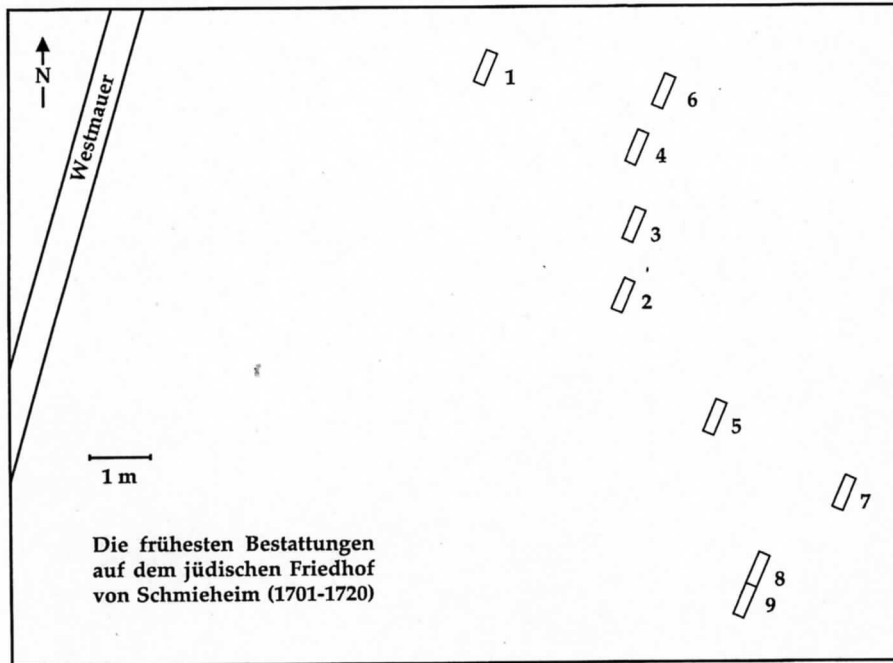 N
Westmauer
1
6
4
3
2
5
7
8
9
1 m
Die frühesten Bestattungen
auf dem jüdischen Friedhof
von Schmieheim (1701-1720)